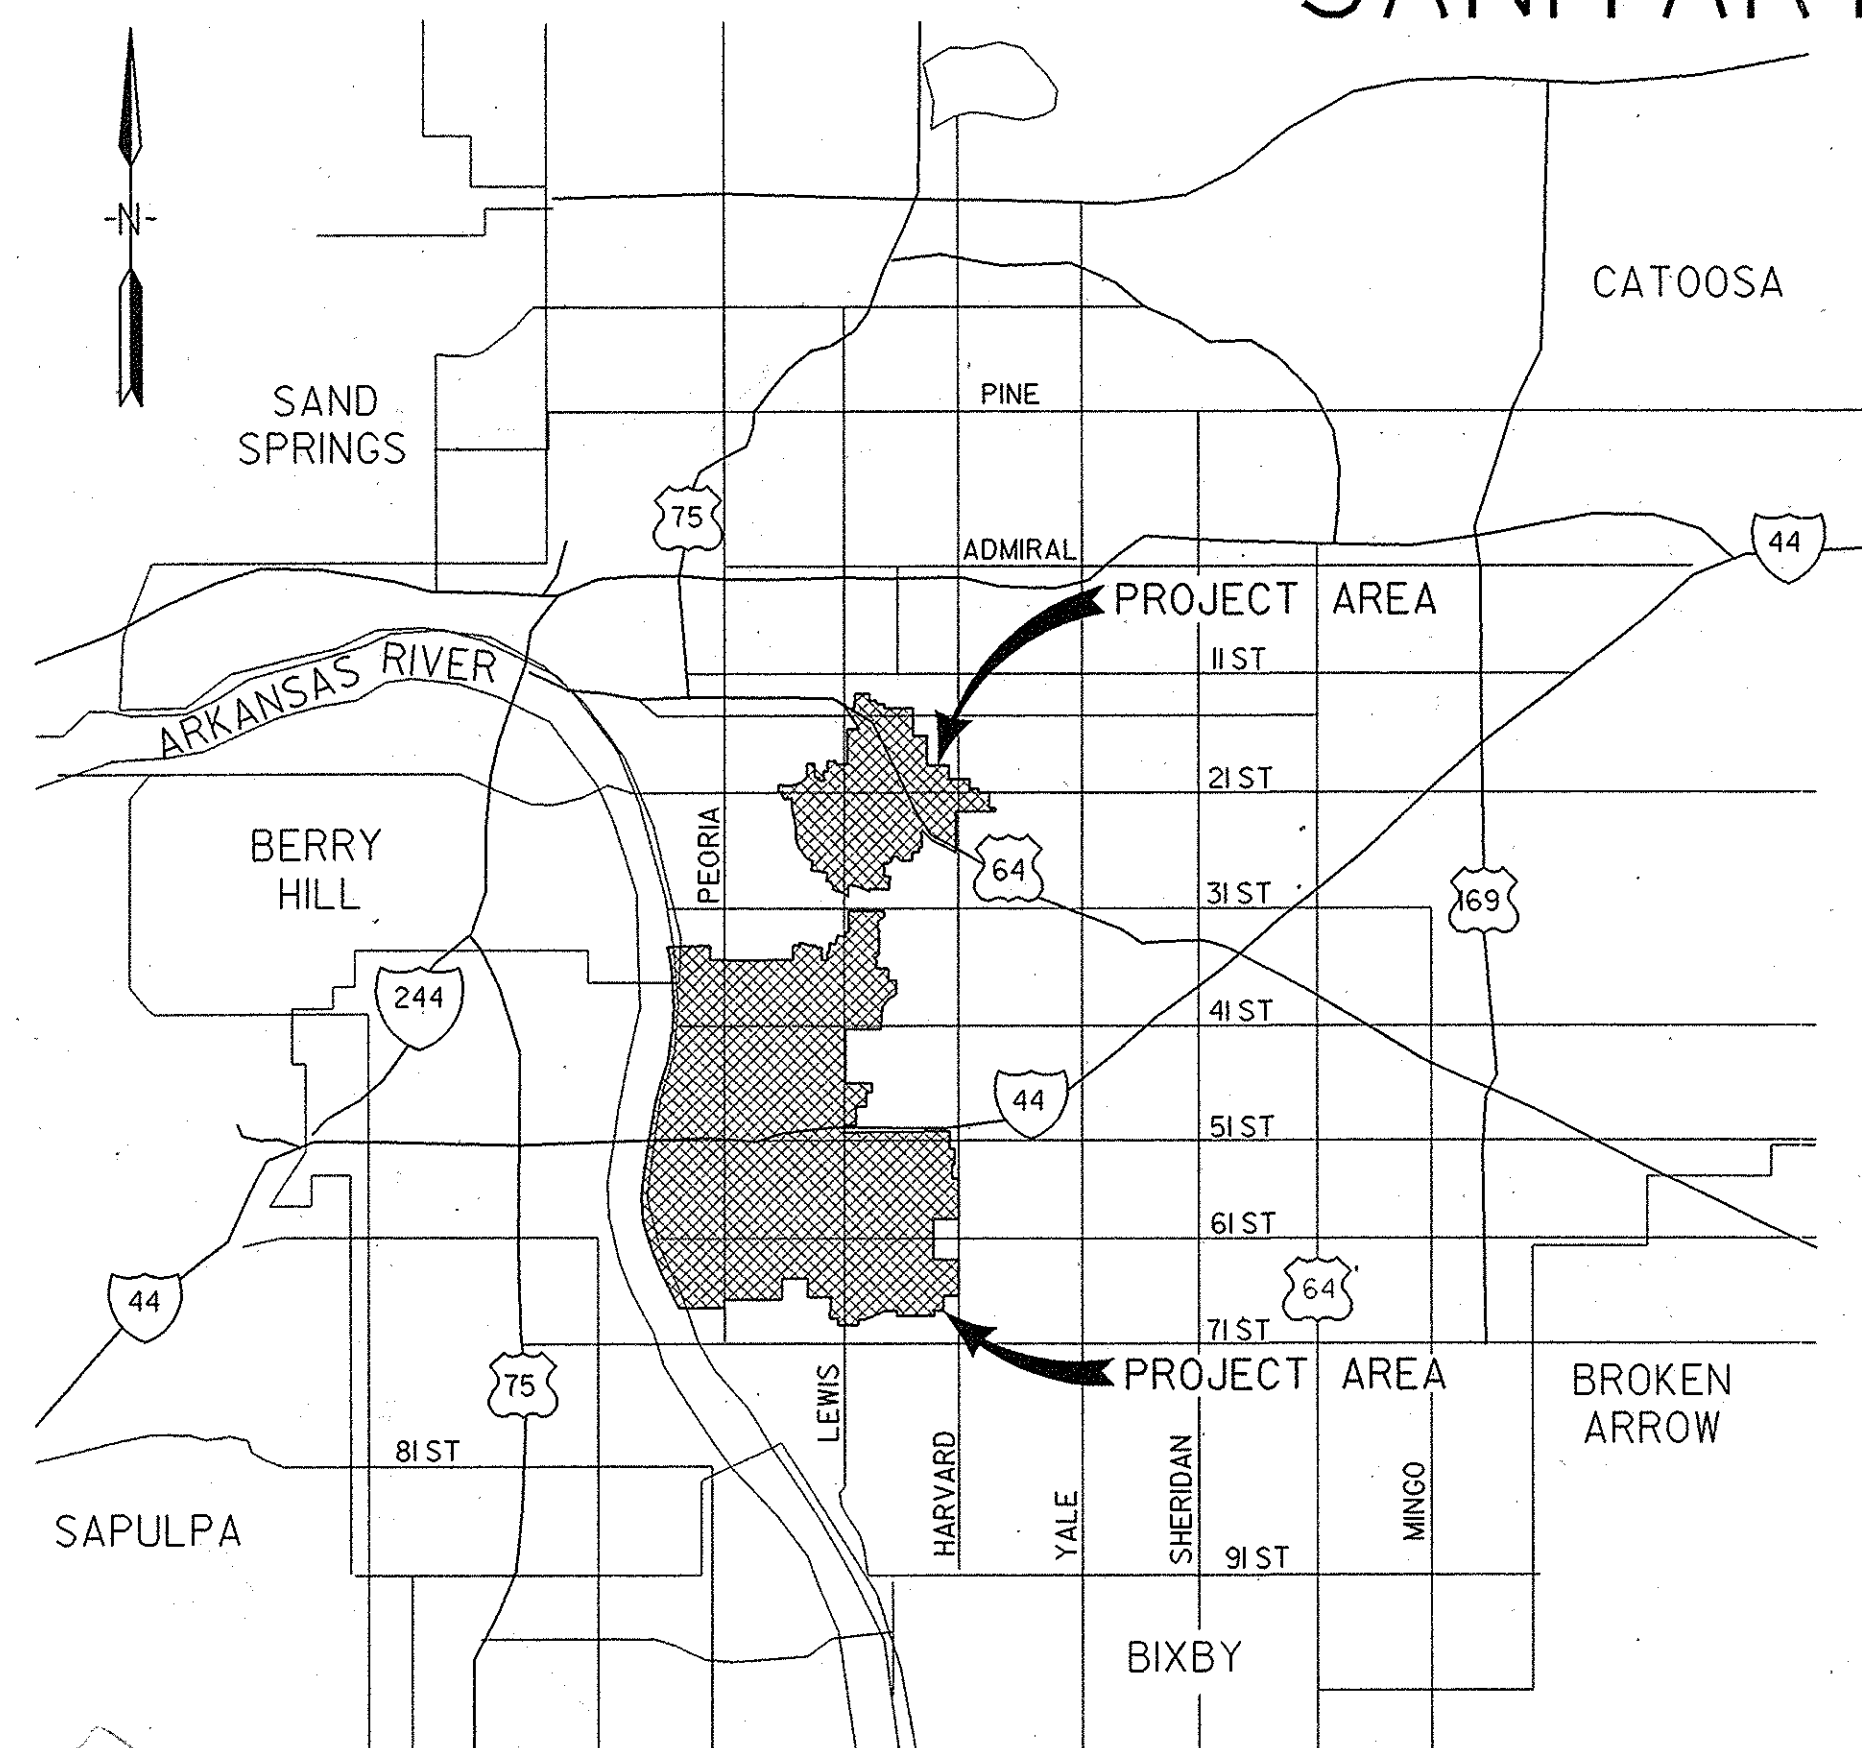 SANITARY
-N-
CATOOSA
SAND
SPRINGS
PINE
75
ADMIRAL
44
PROJECT AREA
11 ST
ARKANSAS RIVER
21 ST
PEORIA
BERRY
HILL
64
31 ST
169
244
41 ST
44
51 ST
61 ST
44
64
71 ST
75
PROJECT AREA
BROKEN
ARROW
LEWIS
81 ST
HARVARD
YALE
SHERIDAN
MINGO
SAPULPA
91 ST
BIXBY